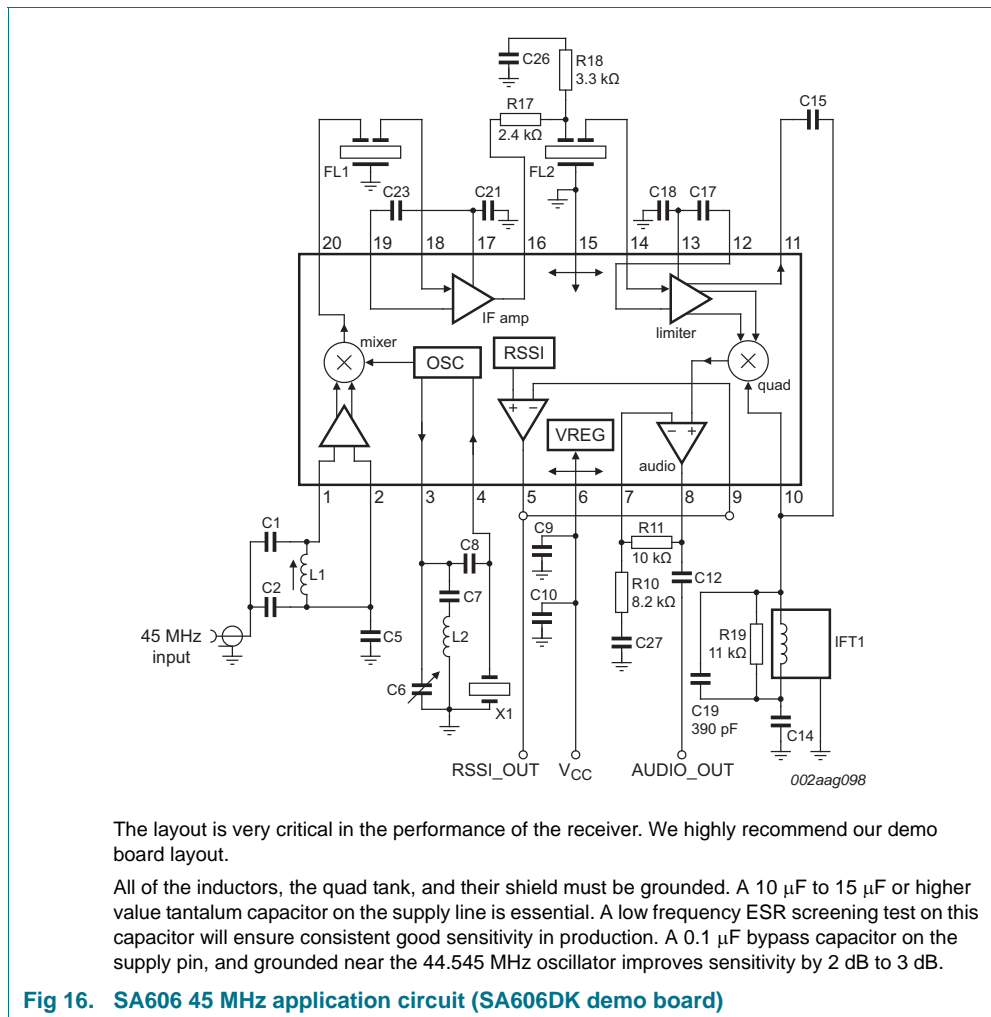 C26
R18
3.3 kΩ
C15
R17
2.4 kΩ
FL1
FL2
C23
C21
C18
C17
20 19 18 17 16 15 14 13 12 11
IF amp
limiter
mixer
OSC
RSSI
quad
+ −
VREG
− +
audio
1 2 3 4 5 6 7 8 9 10
C1
L1
C2
C5
45 MHz
input
C8
C7
L2
C6
X1
C9
C10
R11
10 kΩ
R10
8.2 kΩ
C12
C27
R19
11 kΩ
IFT1
C19
390 pF
C14
RSSI_OUT VCC AUDIO_OUT
002aag098
The layout is very critical in the performance of the receiver. We highly recommend our demo
board layout.
All of the inductors, the quad tank, and their shield must be grounded. A 10 μF to 15 μF or higher
value tantalum capacitor on the supply line is essential. A low frequency ESR screening test on this
capacitor will ensure consistent good sensitivity in production. A 0.1 μF bypass capacitor on the
supply pin, and grounded near the 44.545 MHz oscillator improves sensitivity by 2 dB to 3 dB.
Fig 16. SA606 45 MHz application circuit (SA606DK demo board)